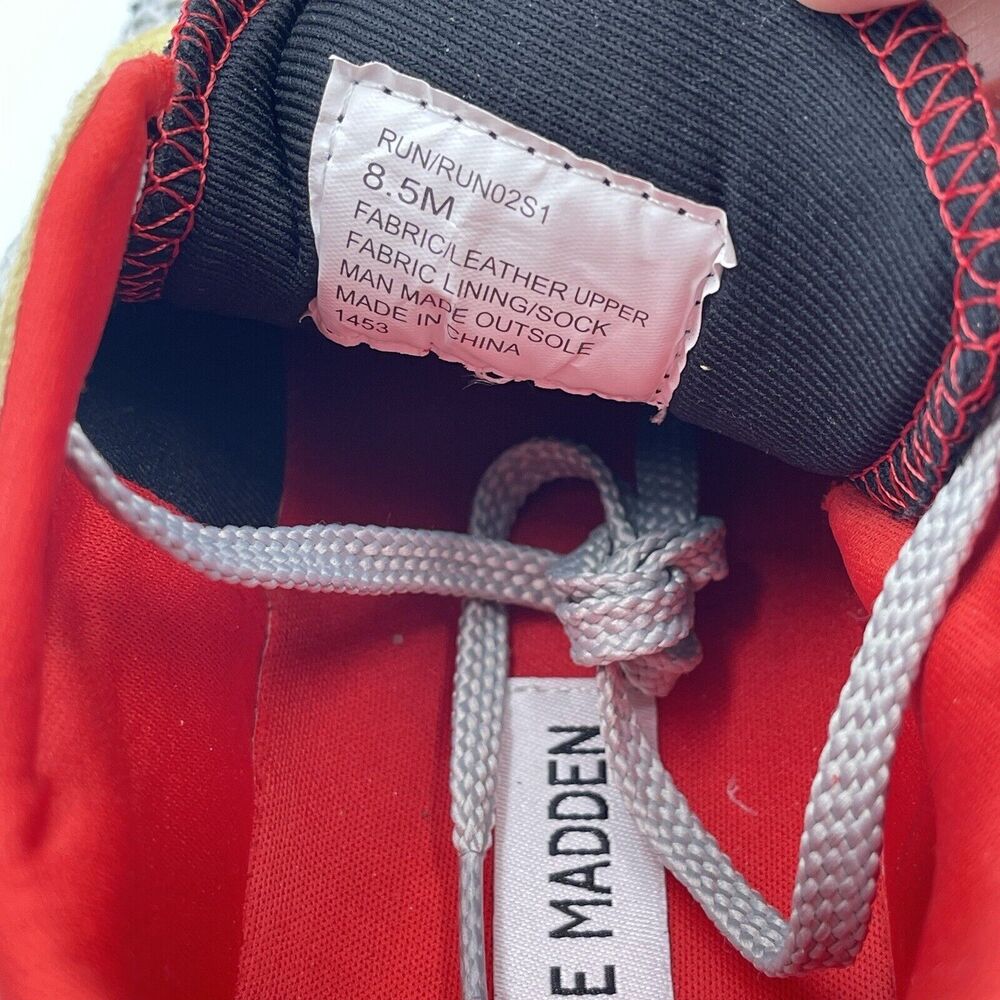 RUN/RUN02S1
8.5M
FABRIC/LEATHER UPPER
FABRIC LINING/SOCK
MAN MADE OUTSOLE
MADE IN CHINA
1453
E MADDEN